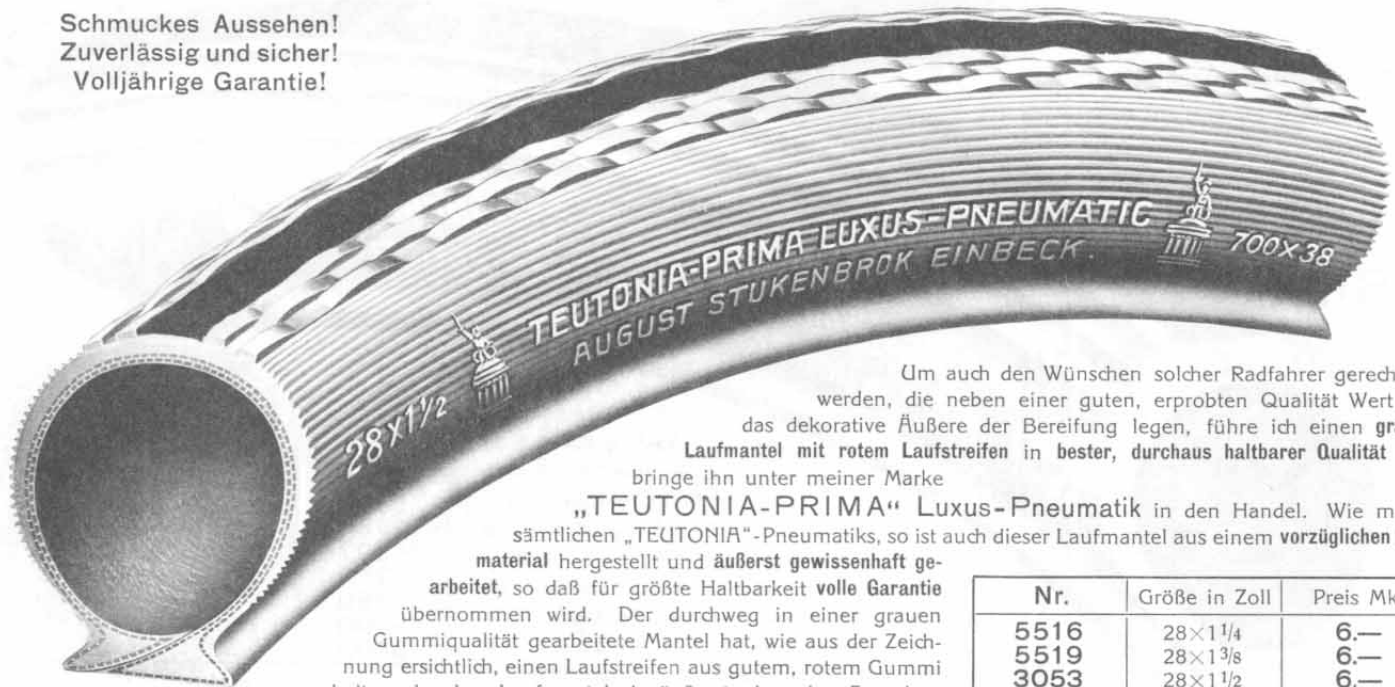 Schmuckes Aussehen!
Zuverlässig und sicher!
Volljährige Garantie!
28x1½
TEUTONIA-PRIMA LUXUS-PNEUMATIC
AUGUST STUKENBROK EINBECK.
700x38
Um auch den Wünschen solcher Radfahrer gerech
werden, die neben einer guten, erprobten Qualität Wert
das dekorative Äußere der Bereifung legen, führe ich einen gr
Laufmantel mit rotem Laufstreifen in bester, durchaus haltbarer Qualität
bringe ihn unter meiner Marke
„TEUTONIA-PRIMA“ Luxus-Pneumatik in den Handel. Wie m
sämtlichen „TEUTONIA“-Pneumatiks, so ist auch dieser Laufmantel aus einem vorzüglichen
material hergestellt und äußerst gewissenhaft ge-
arbeitet, so daß für größte Haltbarkeit volle Garantie
übernommen wird. Der durchweg in einer grauen
Gummiqualität gearbeitete Mantel hat, wie aus der Zeich-
nung ersichtlich, einen Laufstreifen aus gutem, rotem Gummi
Nr. Größe in Zoll Preis Mk
5516 28×1¼ 6.—
5519 28×1⅜ 6.—
3053 28×1½ 6.—